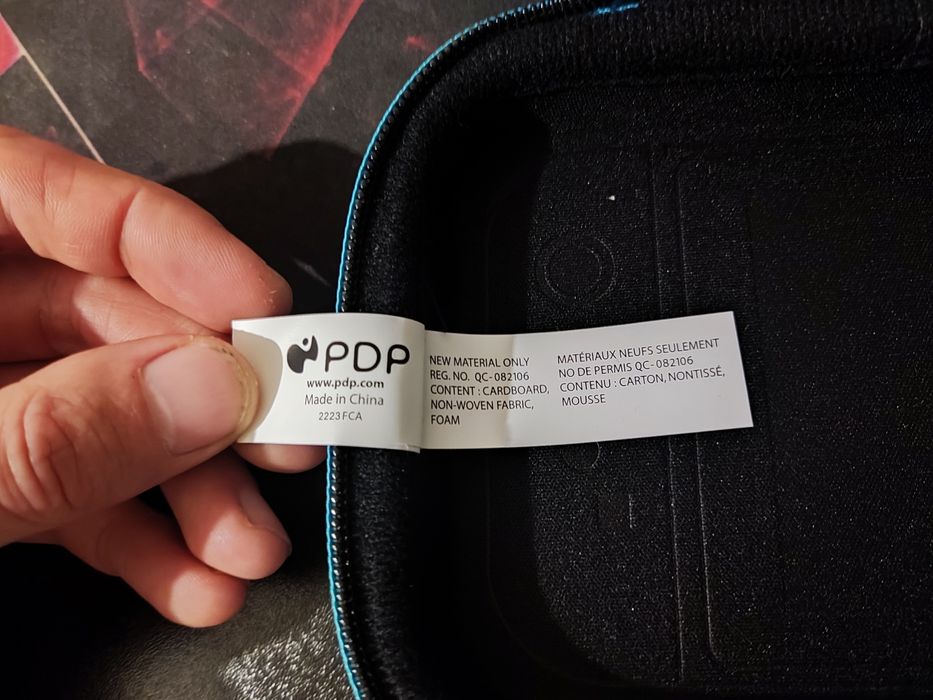 PDP
www.pdp.com
Made in China
2223 FCA
NEW MATERIAL ONLY
REG. NO. QC- 082106
CONTENT : CARDBOARD,
NON-WOVEN FABRIC,
FOAM
MATÉRIAUX NEUFS SEULEMENT
NO DE PERMIS QC- 082106
CONTENU : CARTON, NONTISSÉ,
MOUSSE